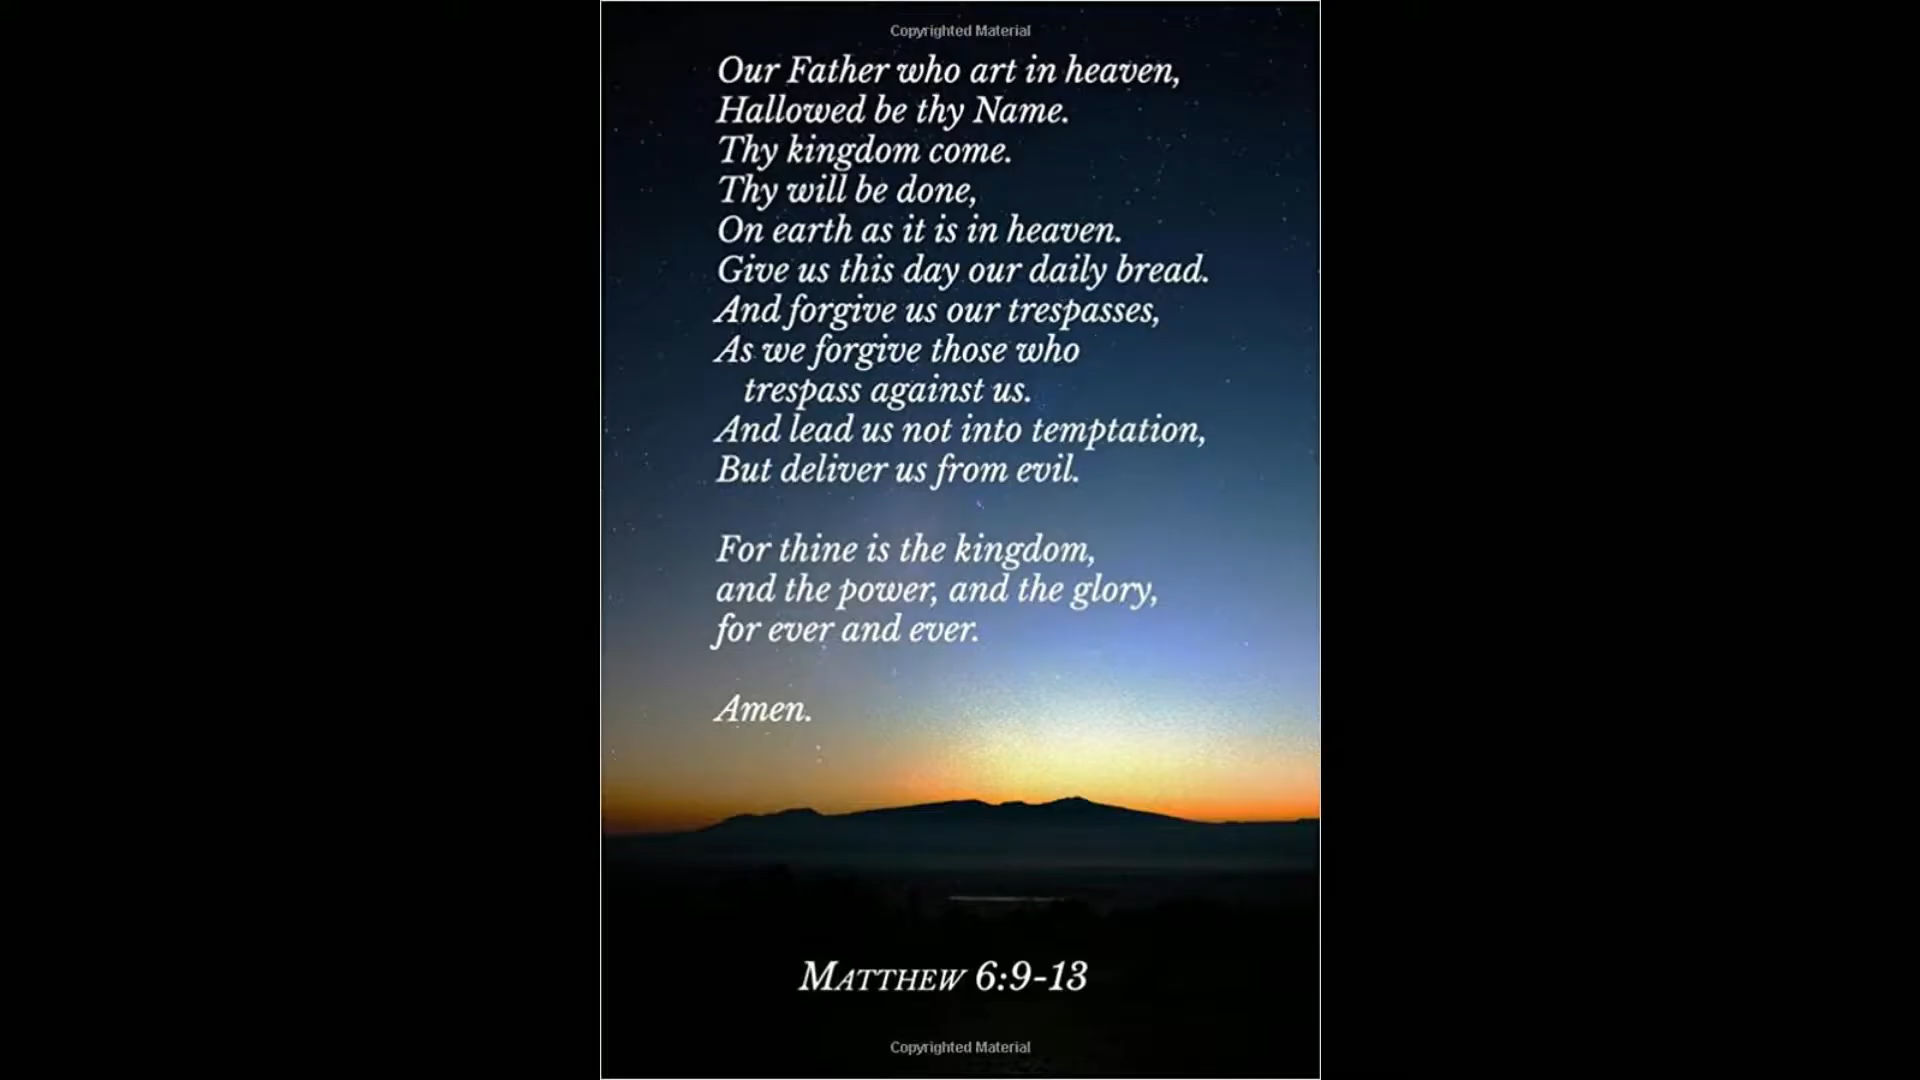 Copyrighted Material
Our Father who art in heaven,
Hallowed be thy Name.
Thy kingdom come.
Thy will be done,
On earth as it is in heaven.
Give us this day our daily bread.
And forgive us our trespasses,
As we forgive those who
trespass against us.
And lead us not into temptation,
But deliver us from evil.
For thine is the kingdom,
and the power, and the glory,
for ever and ever.
Amen.
MATTHEW 6:9-13
Copyrighted Material